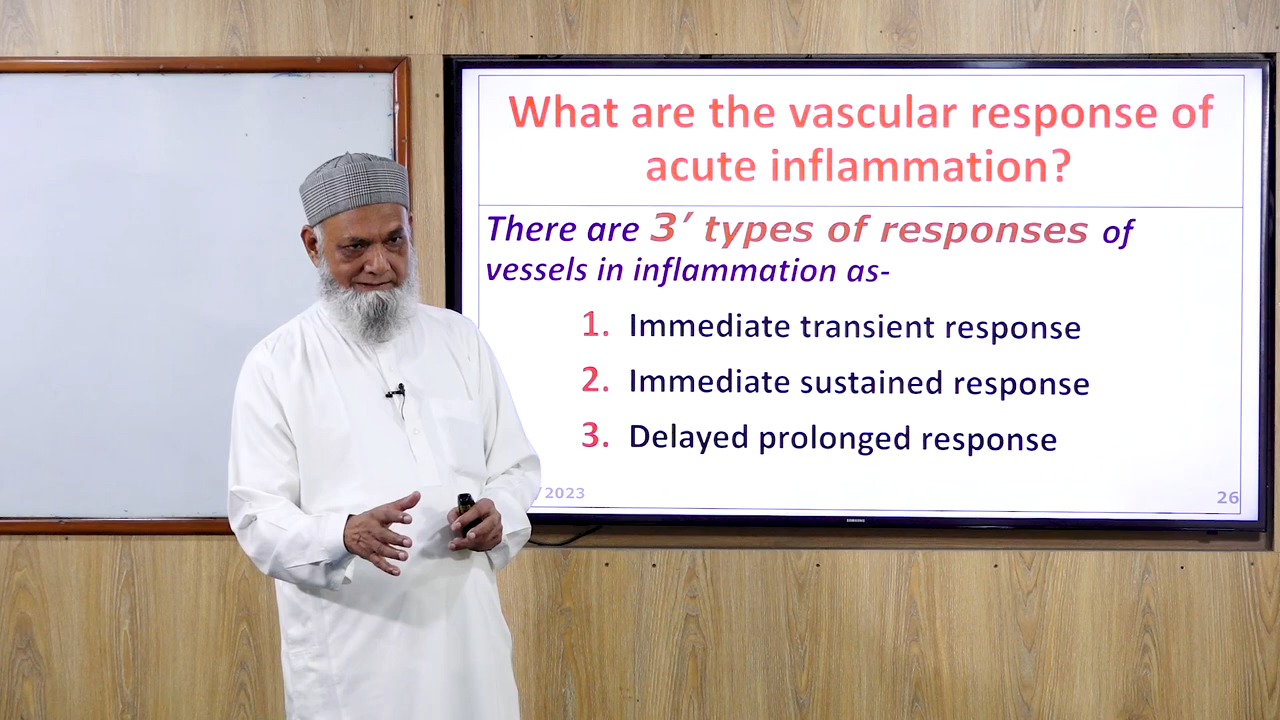 What are the vascular response of
acute inflammation?
There are 3′ types of responses of
vessels in inflammation as-
1. Immediate transient response
2. Immediate sustained response
3. Delayed prolonged response
/2023
26
SAMSUNG